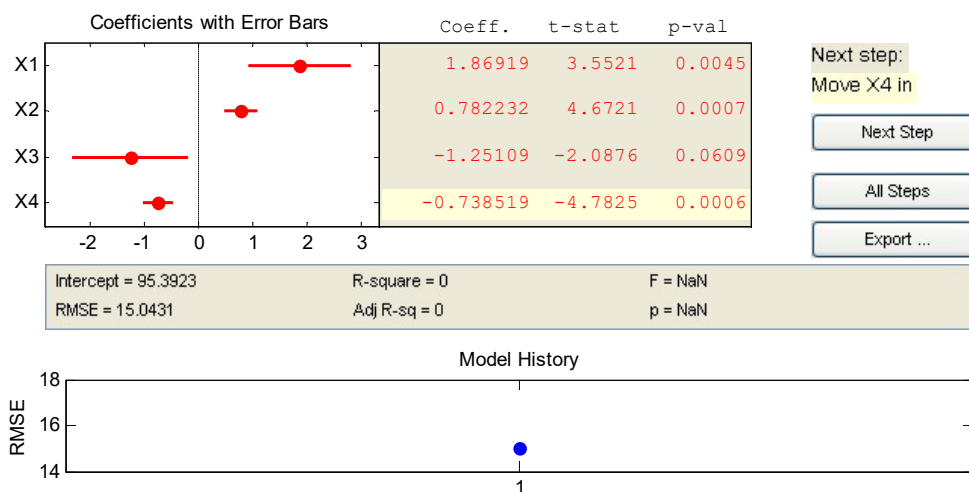 Coefficients with Error Bars
Coeff. t-stat p-val
X1 1.86919 3.5521 0.0045
X2 0.782232 4.6721 0.0007
X3 -1.25109 -2.0876 0.0609
X4 -0.738519 -4.7825 0.0006
-2 -1 0 1 2 3
Next step:
Move X4 in
Next Step
All Steps
Export ...
Intercept = 95.3923 R-square = 0 F = NaN
RMSE = 15.0431 Adj R-sq = 0 p = NaN
Model History
RMSE
18
16
14
1